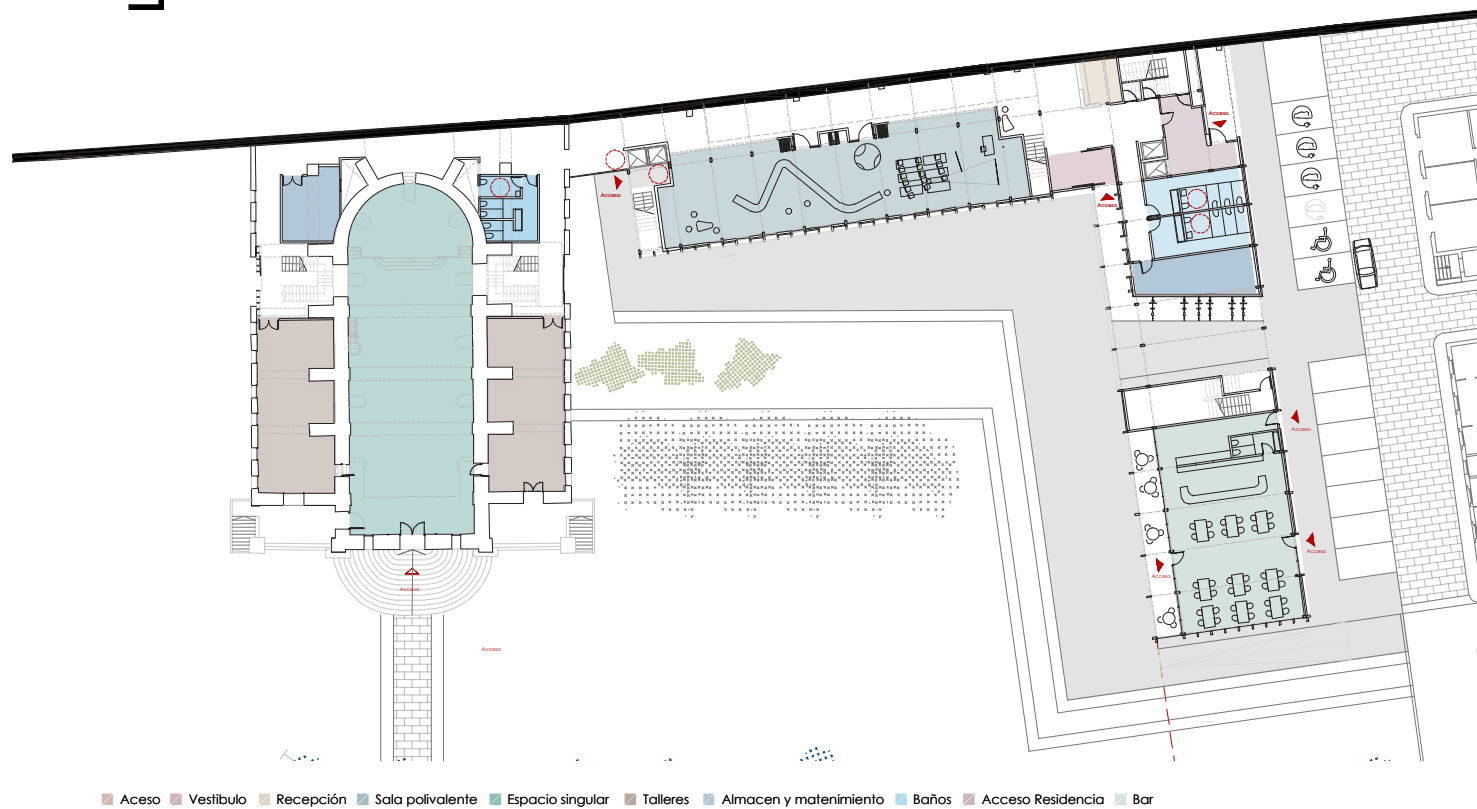 Acceso
Acceso
Acceso
Acceso
Acceso
Acceso
Acceso
Acceso
Aceso Vestibulo Recepción Sala polivalente Espacio singular Talleres Almacen y matenimiento Baños Acceso Residencia Bar